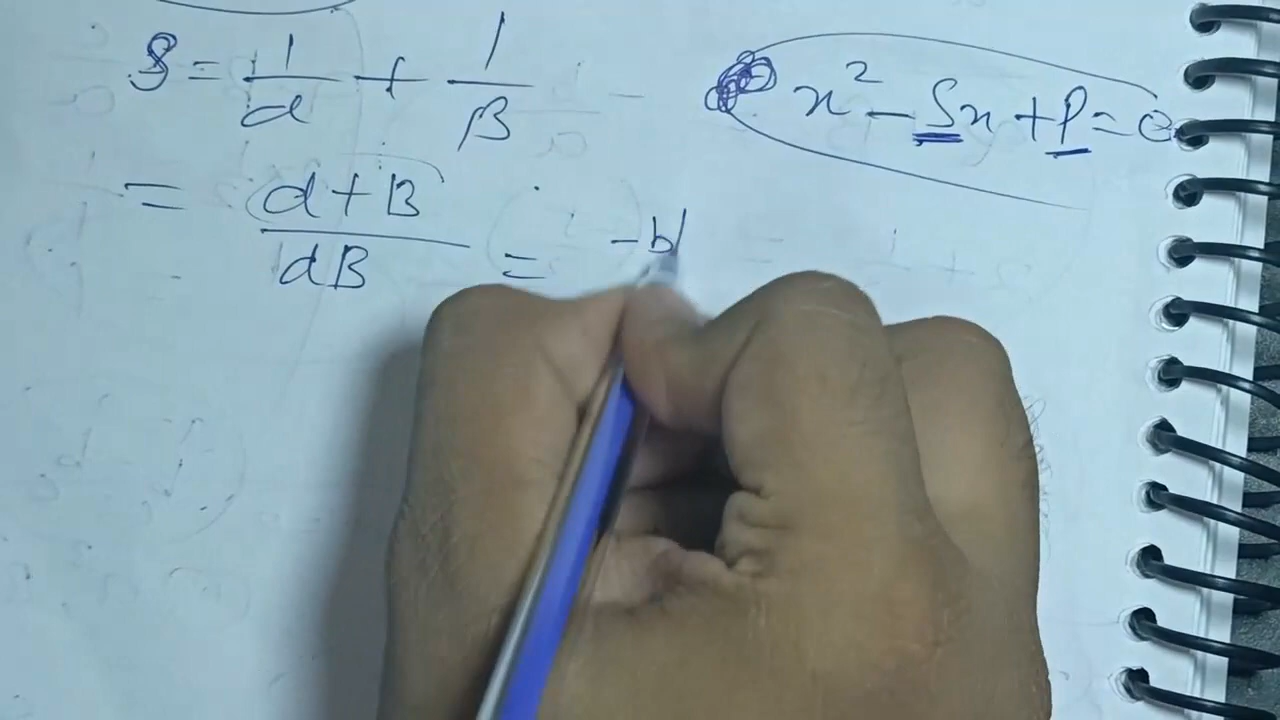 S = 1/α + 1/β
x² - Sx + P = 0
= α + β / αβ = -b/